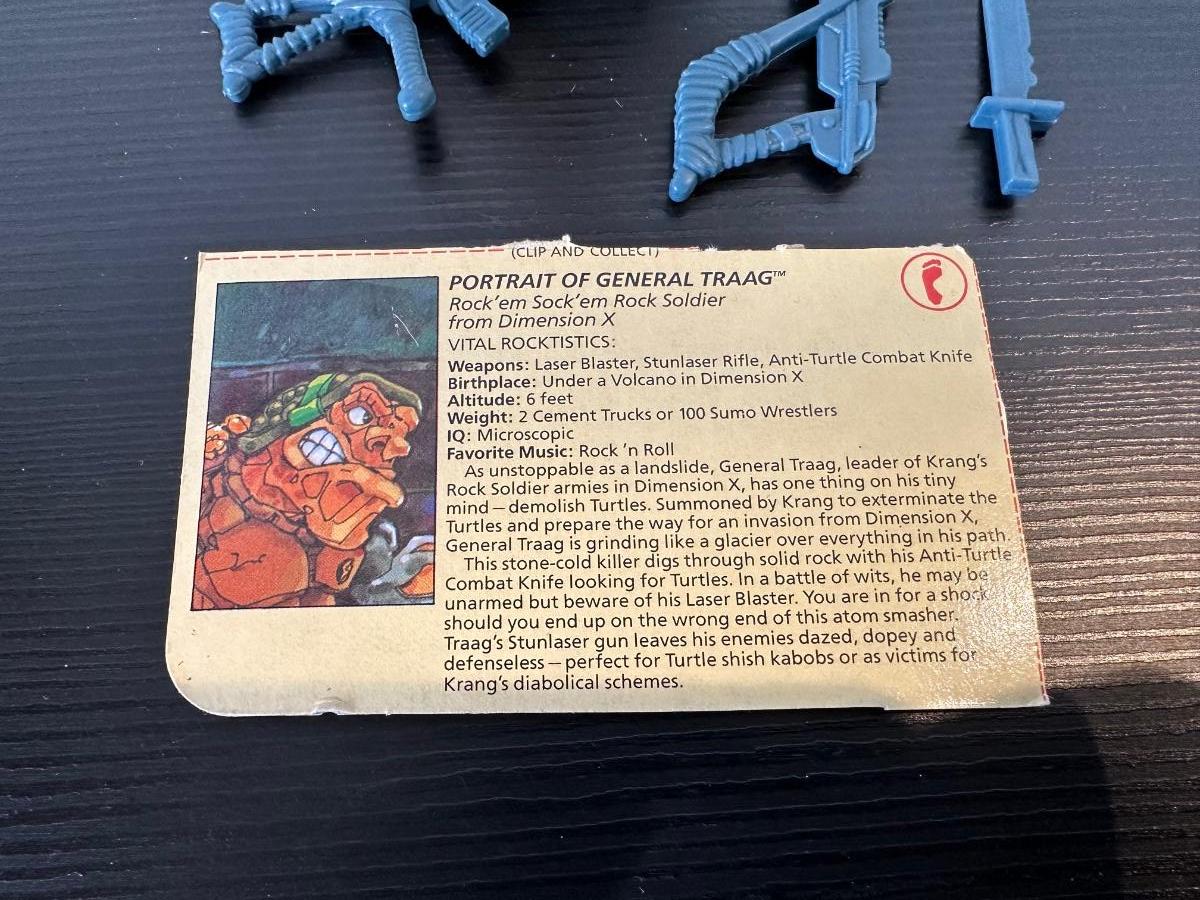 (CLIP AND COLLECT)
PORTRAIT OF GENERAL TRAAG™
Rock'em Sock'em Rock Soldier
from Dimension X
VITAL ROCKTISTICS:
Weapons: Laser Blaster, Stunlaser Rifle, Anti-Turtle Combat Knife
Birthplace: Under a Volcano in Dimension X
Altitude: 6 feet
Weight: 2 Cement Trucks or 100 Sumo Wrestlers
IQ: Microscopic
Favorite Music: Rock 'n Roll
As unstoppable as a landslide, General Traag, leader of Krang's
Rock Soldier armies in Dimension X, has one thing on his tiny
mind — demolish Turtles. Summoned by Krang to exterminate the
Turtles and prepare the way for an invasion from Dimension X,
General Traag is grinding like a glacier over everything in his path.
This stone-cold killer digs through solid rock with his Anti-Turtle
Combat Knife looking for Turtles. In a battle of wits, he may be
unarmed but beware of his Laser Blaster. You are in for a shock
should you end up on the wrong end of this atom smasher.
Traag's Stunlaser gun leaves his enemies dazed, dopey and
defenseless — perfect for Turtle shish kabobs or as victims for
Krang's diabolical schemes.